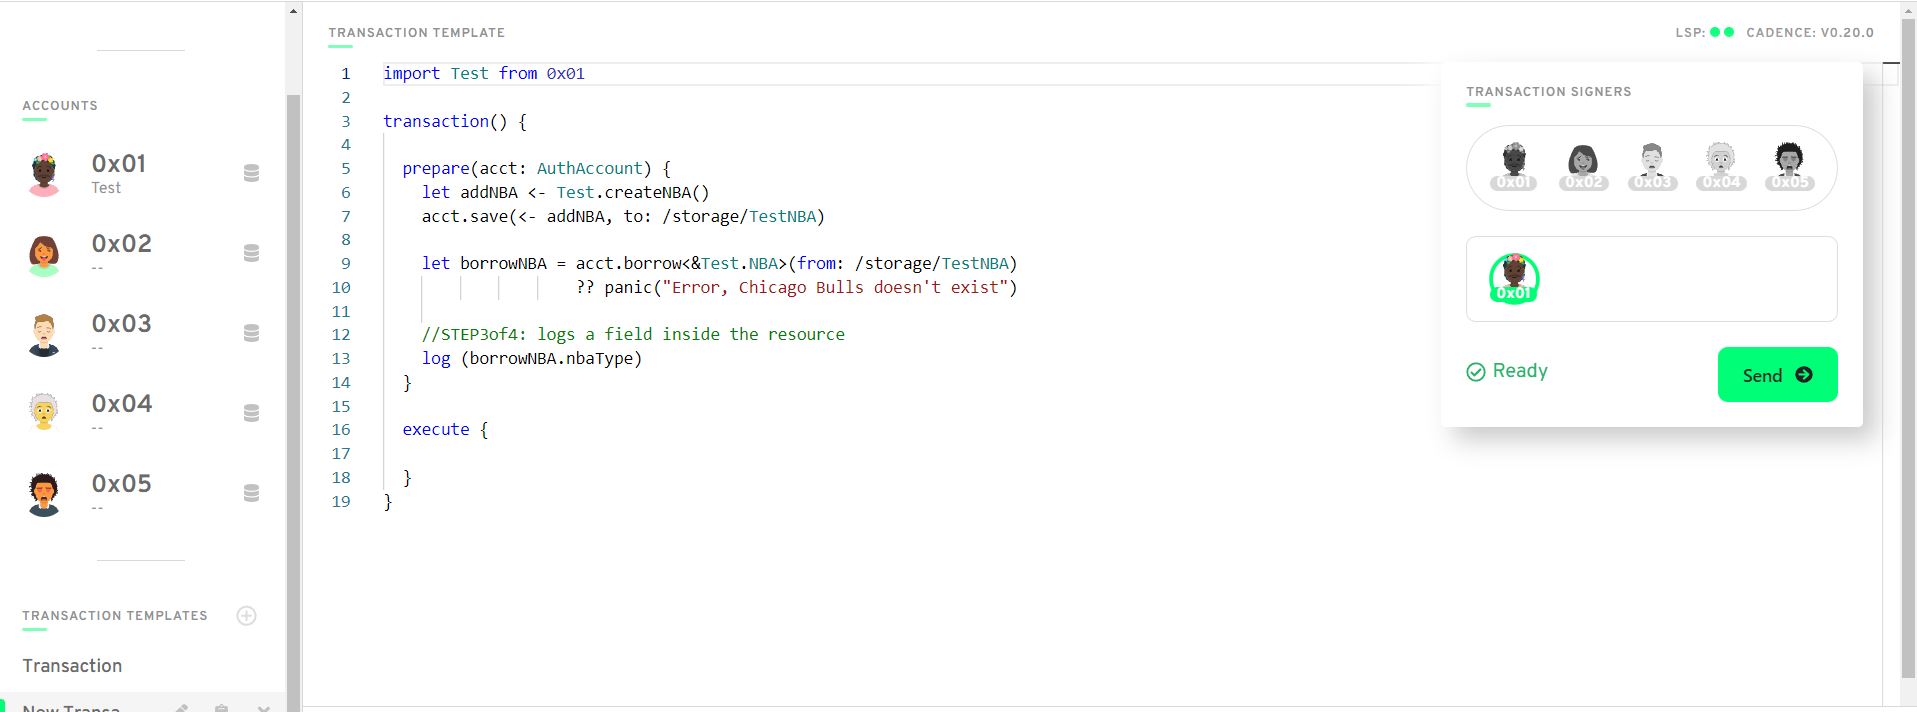 ACCOUNTS
0x01
Test
0x02
--
0x03
--
0x04
--
0x05
--
TRANSACTION TEMPLATES
Transaction
New Transa
TRANSACTION TEMPLATE
LSP: CADENCE: V0.20.0
1 import Test from 0x01
2
3 transaction() {
4
5 prepare(acct: AuthAccount) {
6 let addNBA <- Test.createNBA()
7 acct.save(<- addNBA, to: /storage/TestNBA)
8
9 let borrowNBA = acct.borrow<&Test.NBA>(from: /storage/TestNBA)
10 ?? panic("Error, Chicago Bulls doesn't exist")
11
12 //STEP3of4: logs a field inside the resource
13 log (borrowNBA.nbaType)
14 }
15
16 execute {
17
18 }
19 }
TRANSACTION SIGNERS
0x01 0x02 0x03 0x04 0x05
0x01
Ready
Send